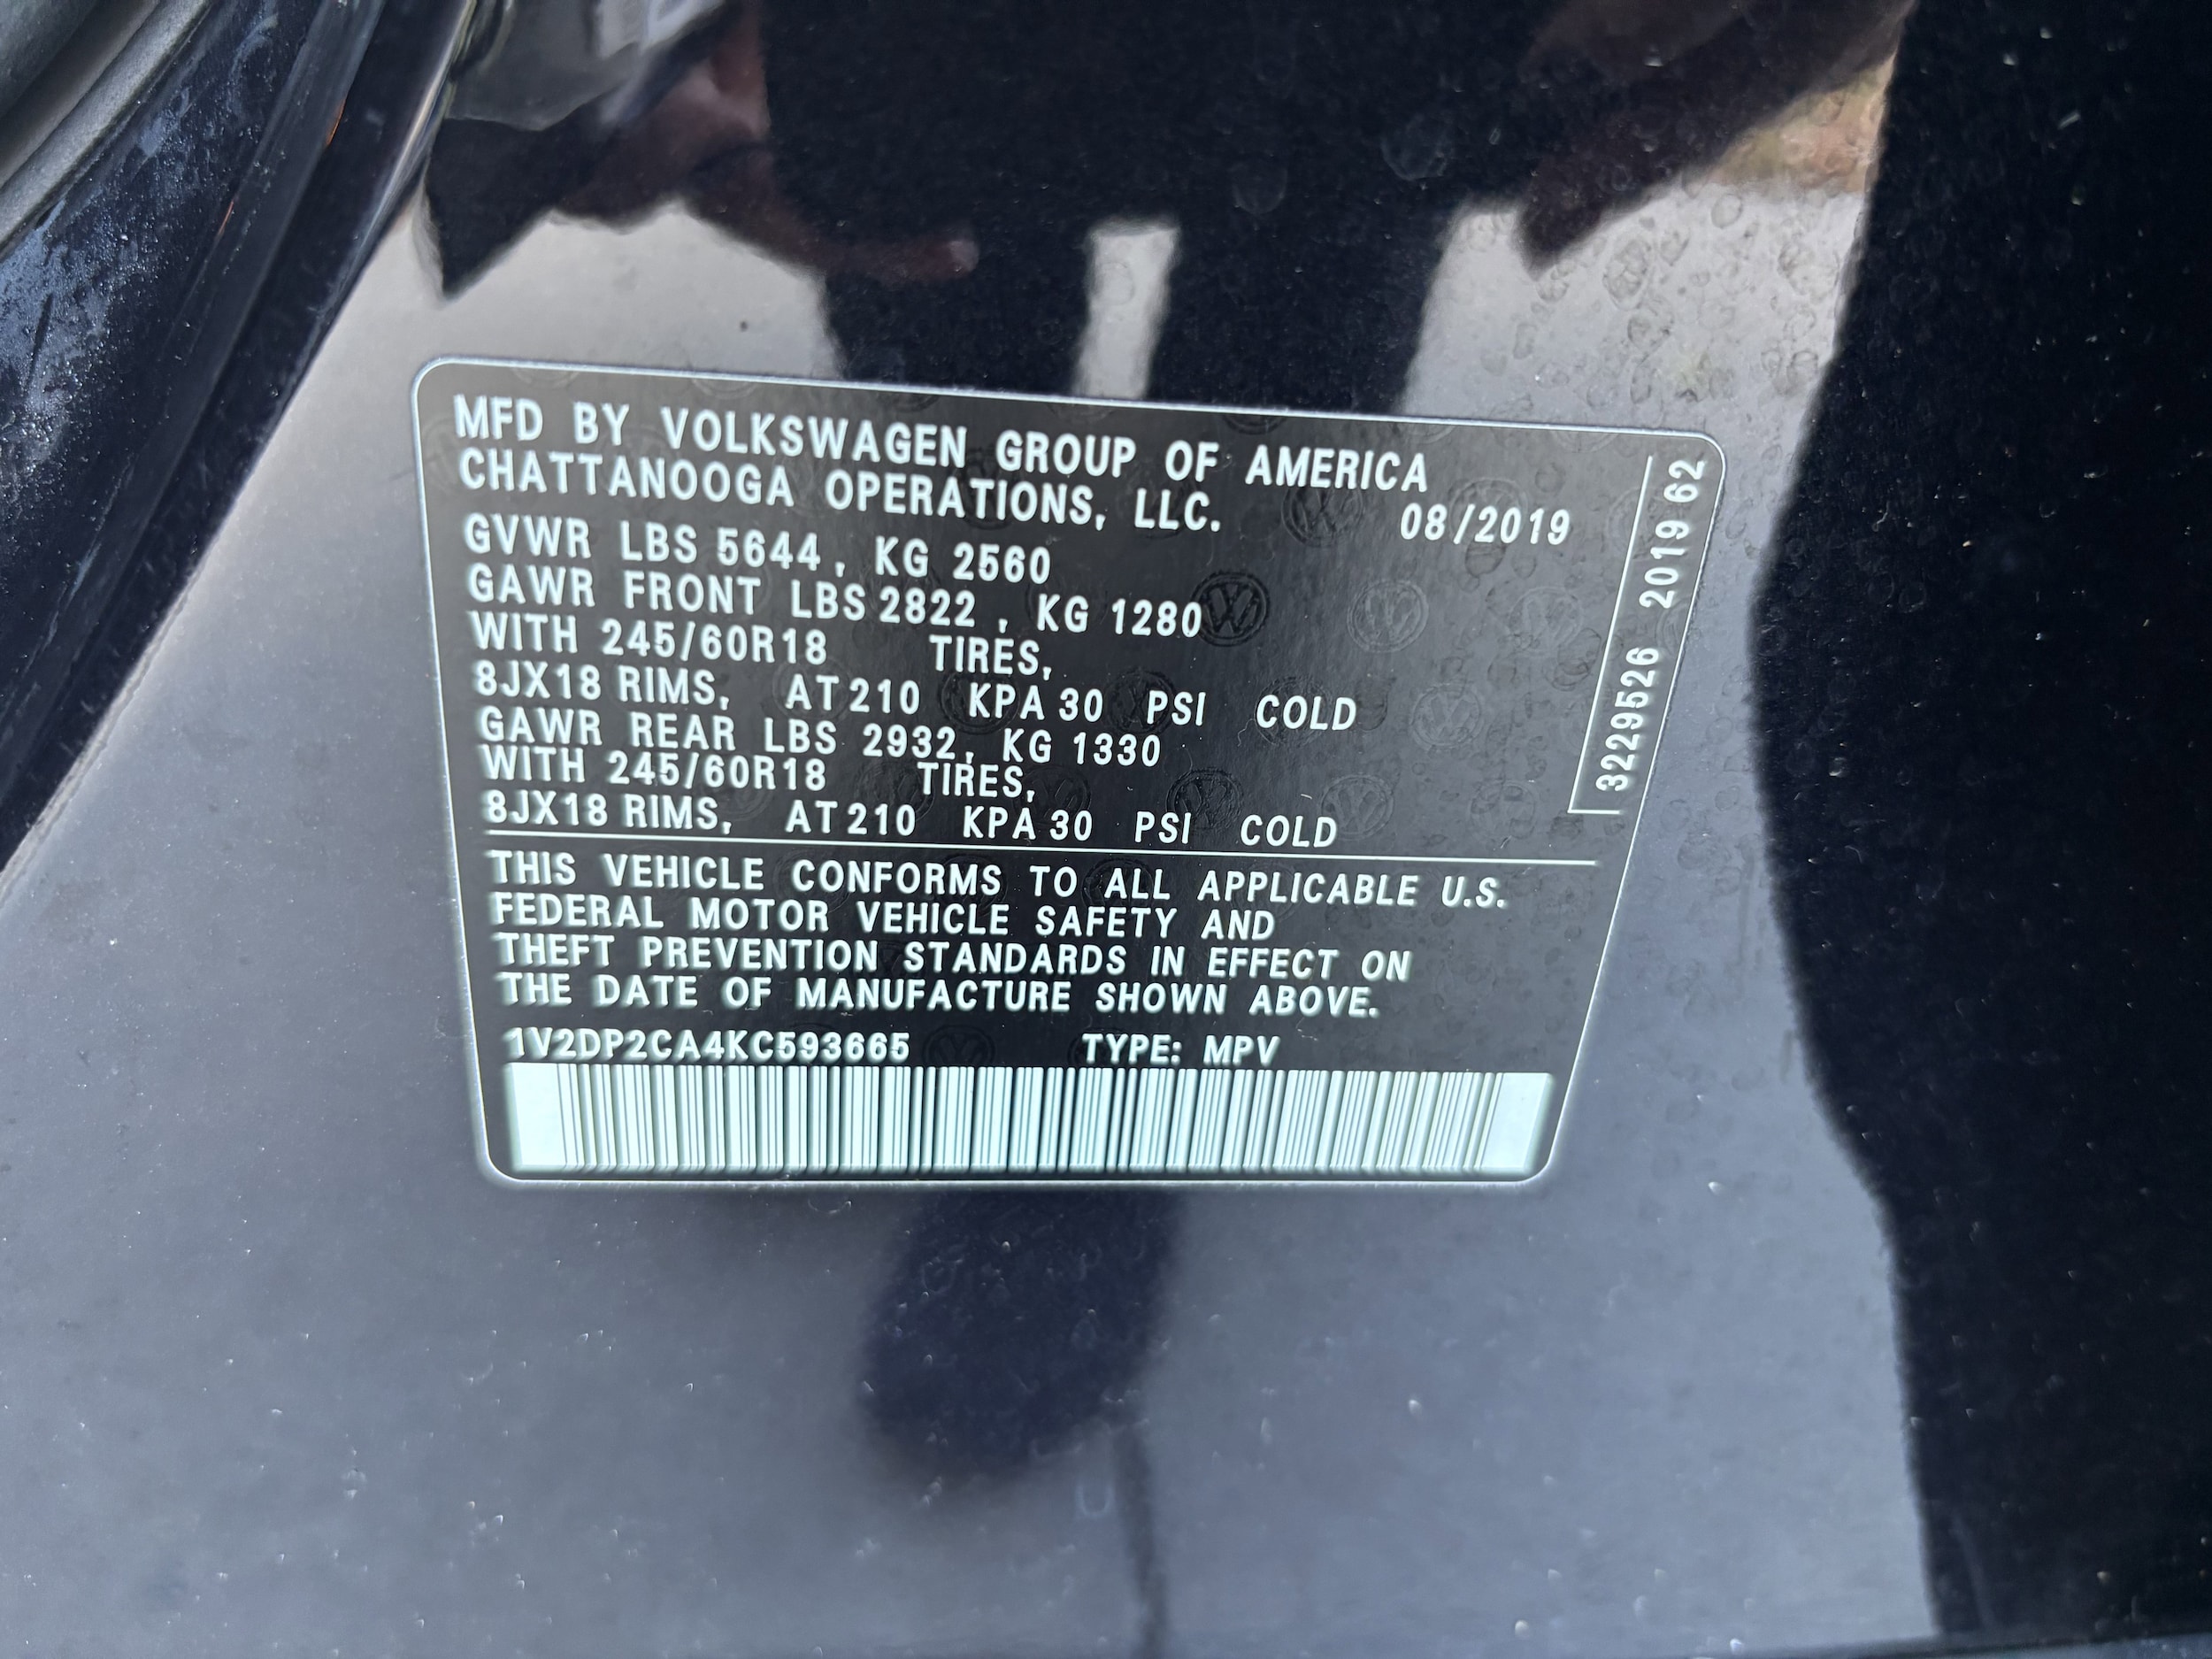 MFD BY VOLKSWAGEN GROUP OF AMERICA
CHATTANOOGA OPERATIONS, LLC. 08/2019
GVWR LBS 5644, KG 2560
GAWR FRONT LBS 2822 , KG 1280
WITH 245/60R18 TIRES,
8JX18 RIMS, AT 210 KPA 30 PSI COLD
GAWR REAR LBS 2932, KG 1330
WITH 245/60R18 TIRES,
8JX18 RIMS, AT 210 KPA 30 PSI COLD
THIS VEHICLE CONFORMS TO ALL APPLICABLE U.S.
FEDERAL MOTOR VEHICLE SAFETY AND
THEFT PREVENTION STANDARDS IN EFFECT ON
THE DATE OF MANUFACTURE SHOWN ABOVE.
1V2DP2CA4KC593665 TYPE: MPV
3229526 2019 62